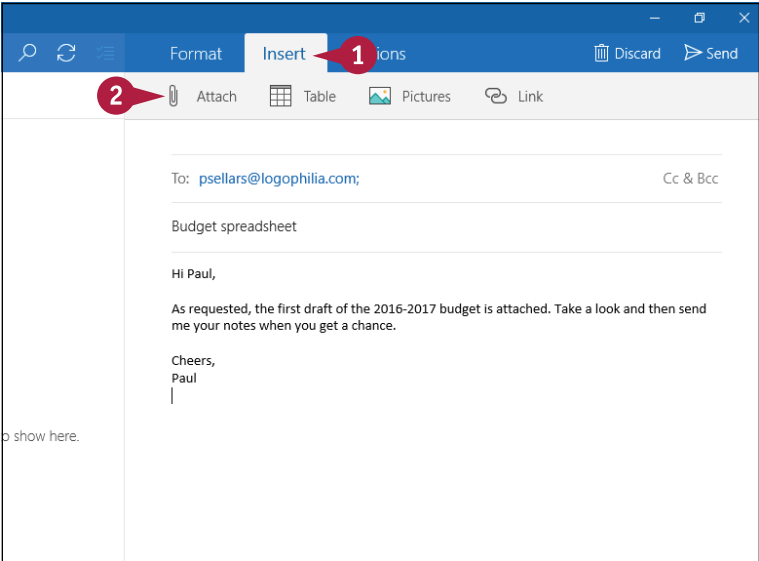 Format Insert 1 ions Discard Send
2 Attach Table Pictures Link
To: psellars@logophilia.com; Cc & Bcc
Budget spreadsheet
Hi Paul,
As requested, the first draft of the 2016-2017 budget is attached. Take a look and then send
me your notes when you get a chance.
Cheers,
Paul
o show here.